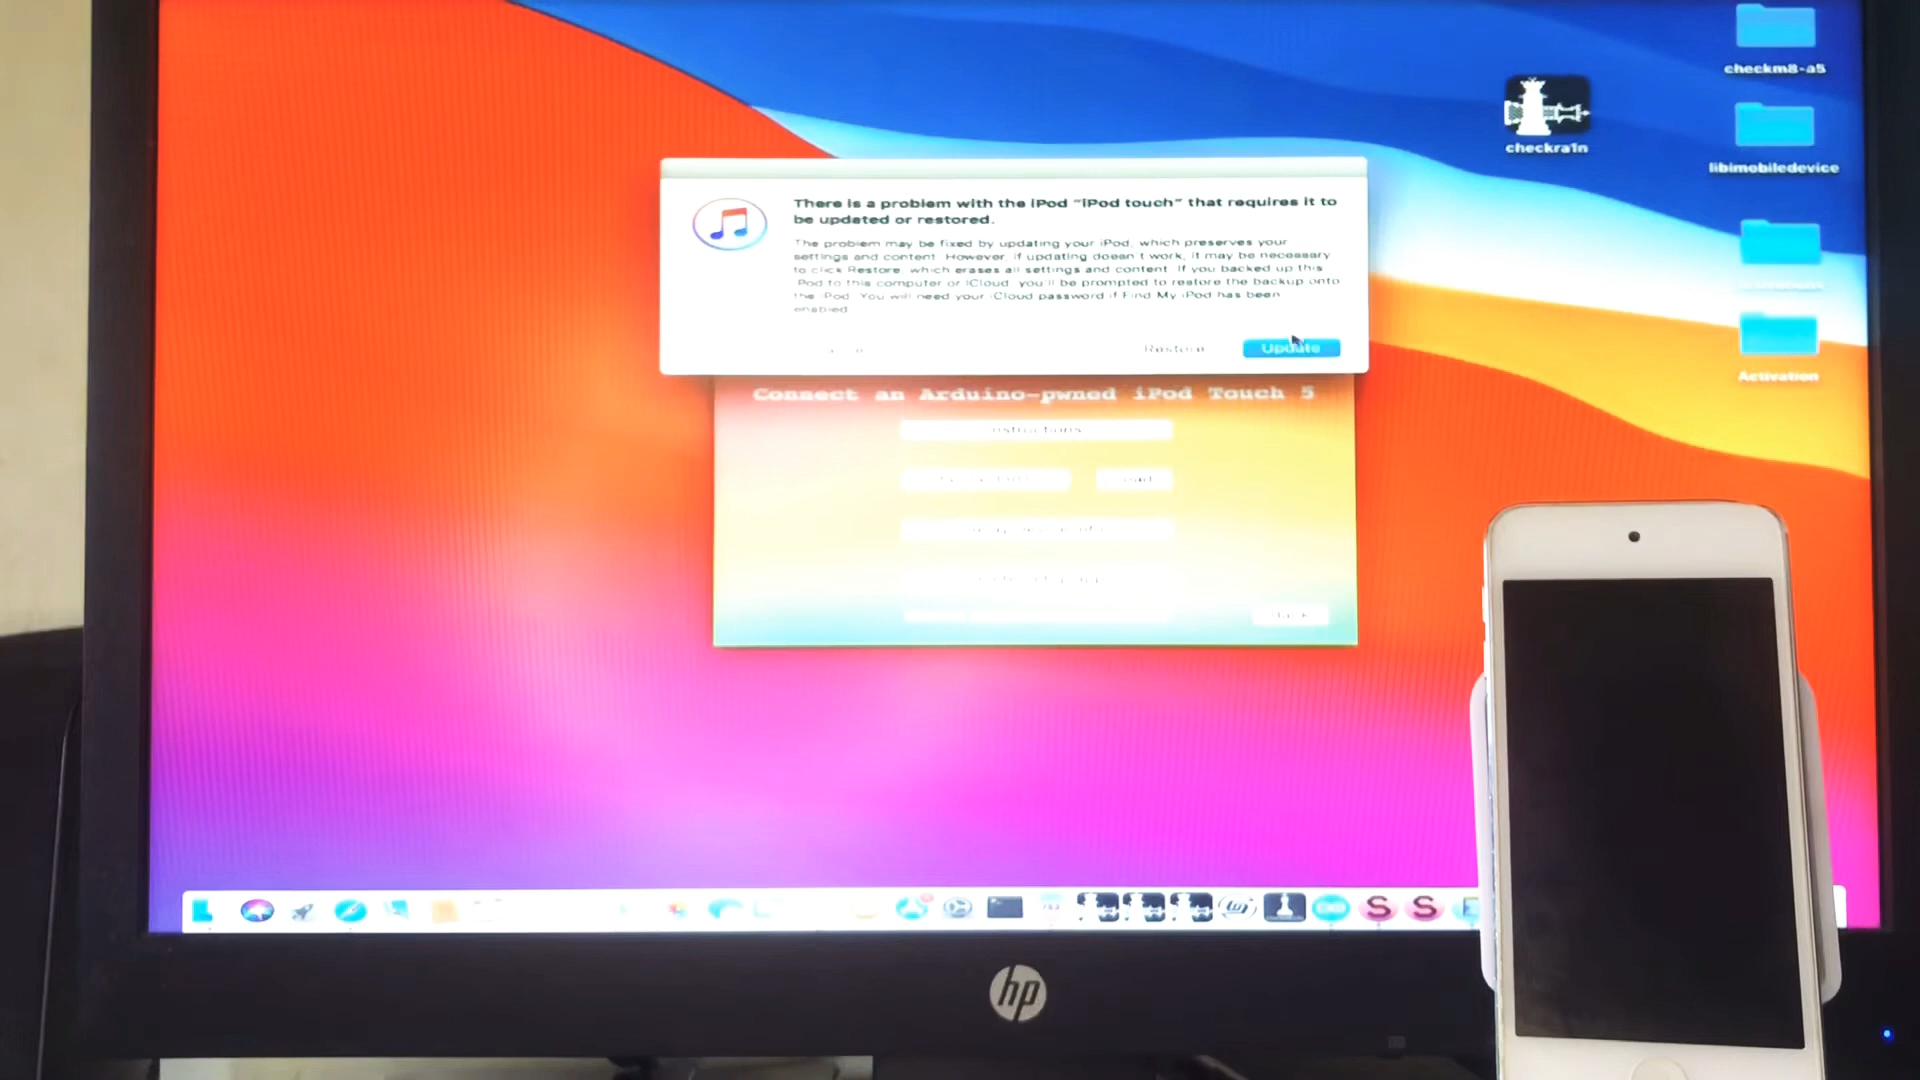 checkm8-a5
checkra1n
libimobiledevice
There is a problem with the iPod "iPod touch" that requires it to
be updated or restored.
The problem may be fixed by updating your iPod, which preserves your
settings and content. However, if updating doesn't work, it may be necessary
to click Restore, which erases all settings and content. If you backed up this
iPod to this computer or iCloud, you'll be prompted to restore the backup onto
the iPod. You will need your iCloud password if Find My iPod has been
enabled.
Restore
Update
Activation
Connect an Arduino-pwned iPod Touch 5
Instructions
Back
hp